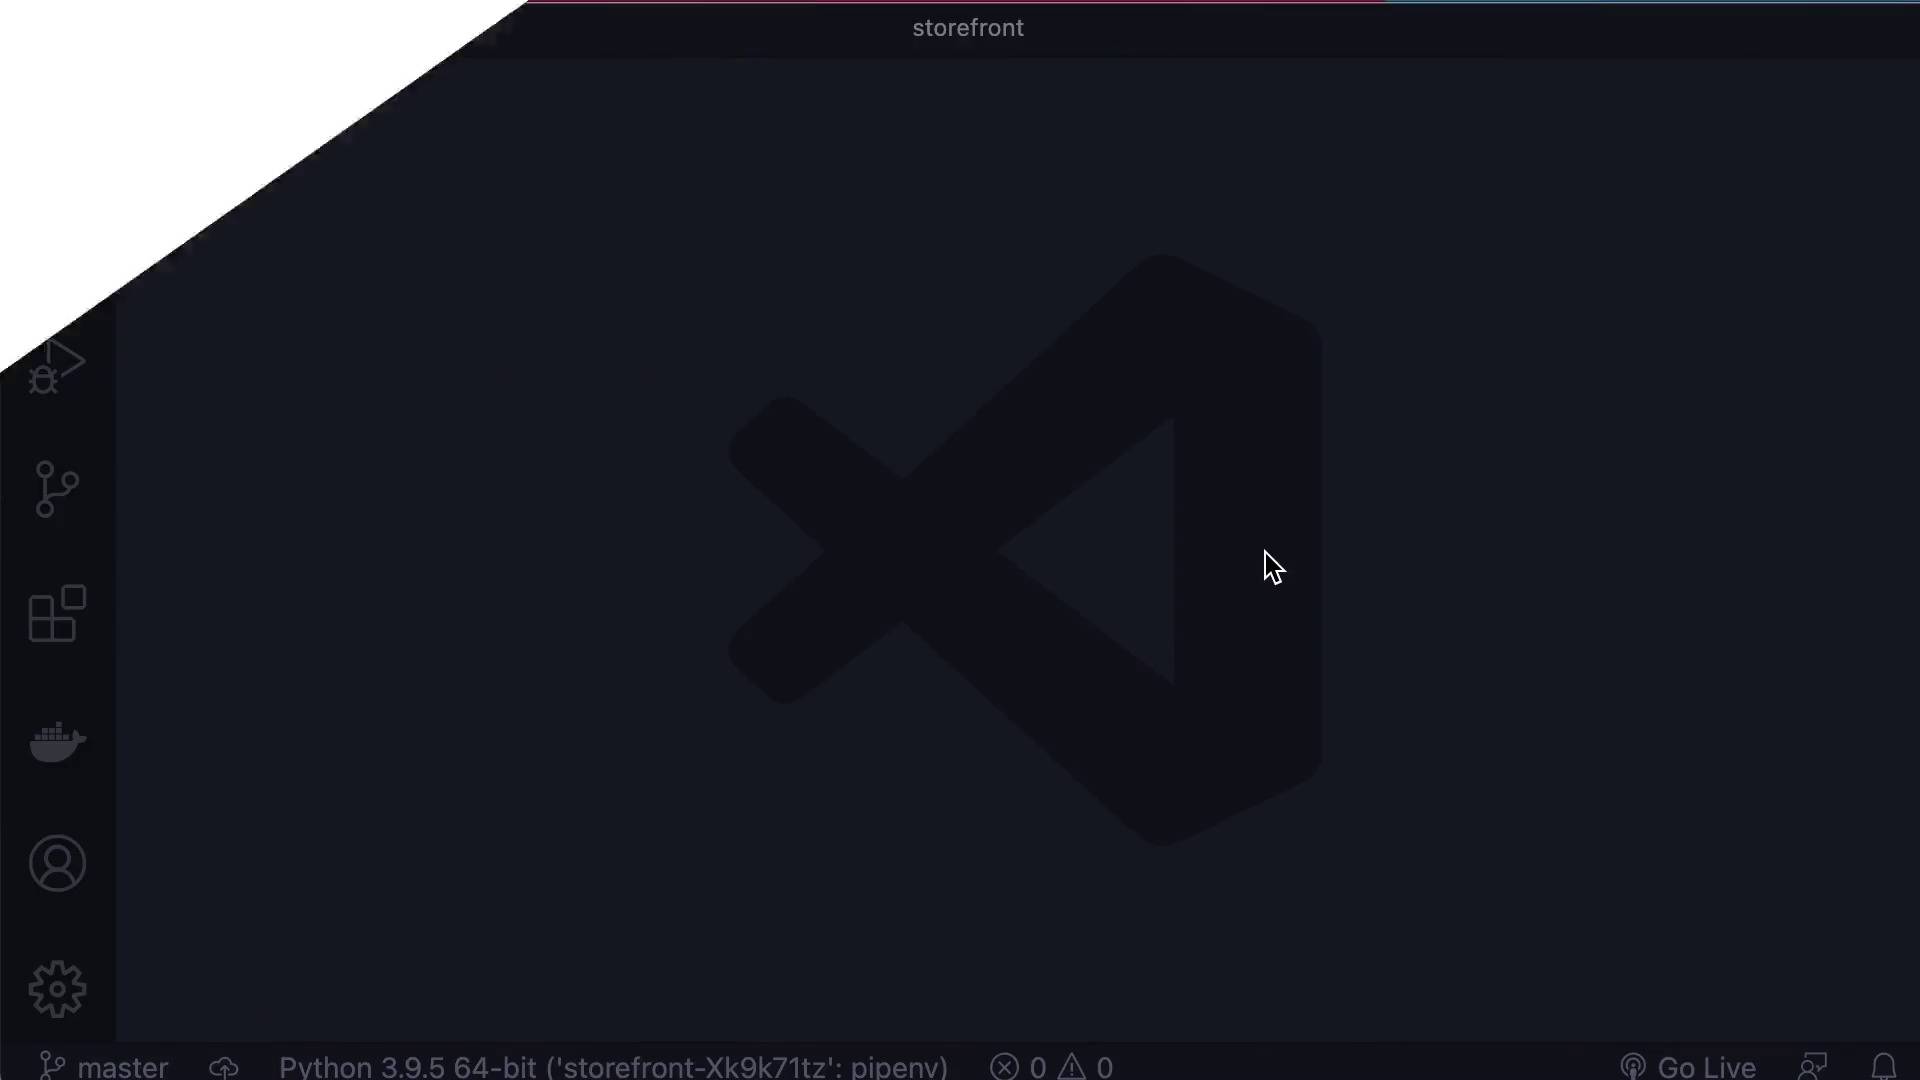 storefront
master
Python 3.9.5 64-bit ('storefront-Xk9k71tz': pipenv)
0
0
Go Live